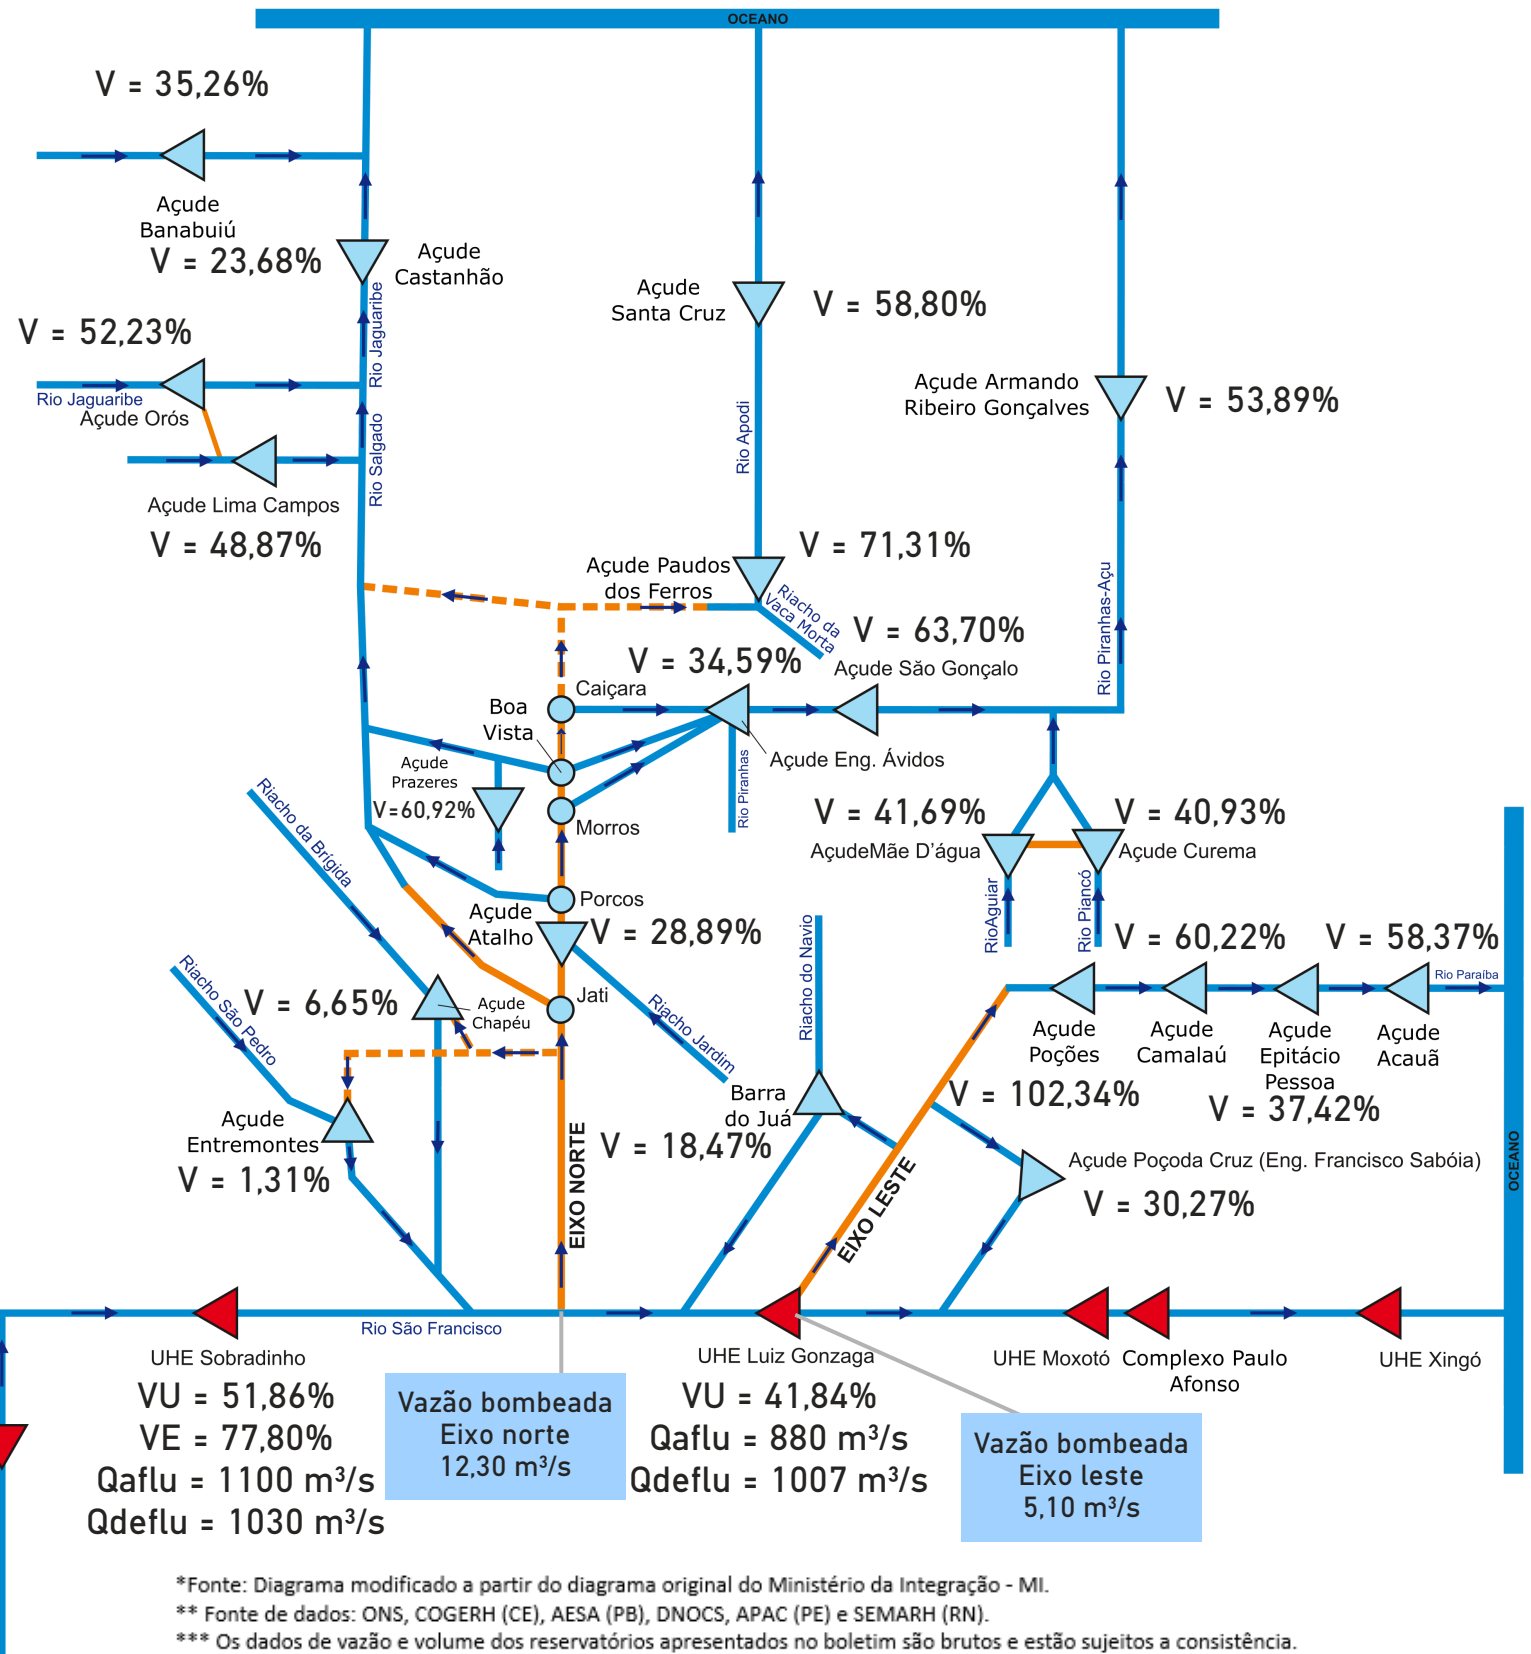 OCEANO
V = 35,26%
Açude
Banabuiú
V = 23,68%
Açude
Castanhão
Rio Jaguaribe
V = 52,23%
Rio Jaguaribe
Açude Orós
Rio Salgado
Açude Lima Campos
V = 48,87%
Açude
Santa Cruz
V = 58,80%
Açude Armando
Ribeiro Gonçalves
V = 53,89%
Rio Apodi
V = 71,31%
Açude Paudos
dos Ferros
Riacho da
Vaca Morta
Rio Piranhas-Açu
V = 63,70%
Açude São Gonçalo
V = 34,59%
Caiçara
Boa
Vista
Açude Eng. Ávidos
Rio Piranhas
Açude
Prazeres
V=60,92%
Morros
Riacho da Brígida
V = 41,69%
AçudeMãe D'água
V = 40,93%
Açude Curema
RioAguiar
Rio Piancó
Porcos
Açude
Atalho
V = 28,89%
Riacho do Navio
V = 60,22%
V = 58,37%
Rio Paraíba
Riacho São Pedro
V = 6,65%
Açude
Chapéu
Jati
Riacho Jardim
Açude
Poções
Açude
Camalaú
Açude
Epitácio
Pessoa
Açude
Acauã
V = 102,34%
V = 37,42%
Barra
do Juá
V = 18,47%
Açude
Entremontes
V = 1,31%
EIXO NORTE
EIXO LESTE
Açude Poçoda Cruz (Eng. Francisco Sabóia)
V = 30,27%
OCEANO
Rio São Francisco
UHE Sobradinho
VU = 51,86%
VE = 77,80%
Qaflu = 1100 m³/s
Qdeflu = 1030 m³/s
Vazão bombeada
Eixo norte
12,30 m³/s
UHE Luiz Gonzaga
VU = 41,84%
Qaflu = 880 m³/s
Qdeflu = 1007 m³/s
Vazão bombeada
Eixo leste
5,10 m³/s
UHE Moxotó
Complexo Paulo
Afonso
UHE Xingó
*Fonte: Diagrama modificado a partir do diagrama original do Ministério da Integração - MI.
** Fonte de dados: ONS, COGERH (CE), AESA (PB), DNOCS, APAC (PE) e SEMARH (RN).
*** Os dados de vazão e volume dos reservatórios apresentados no boletim são brutos e estão sujeitos a consistência.